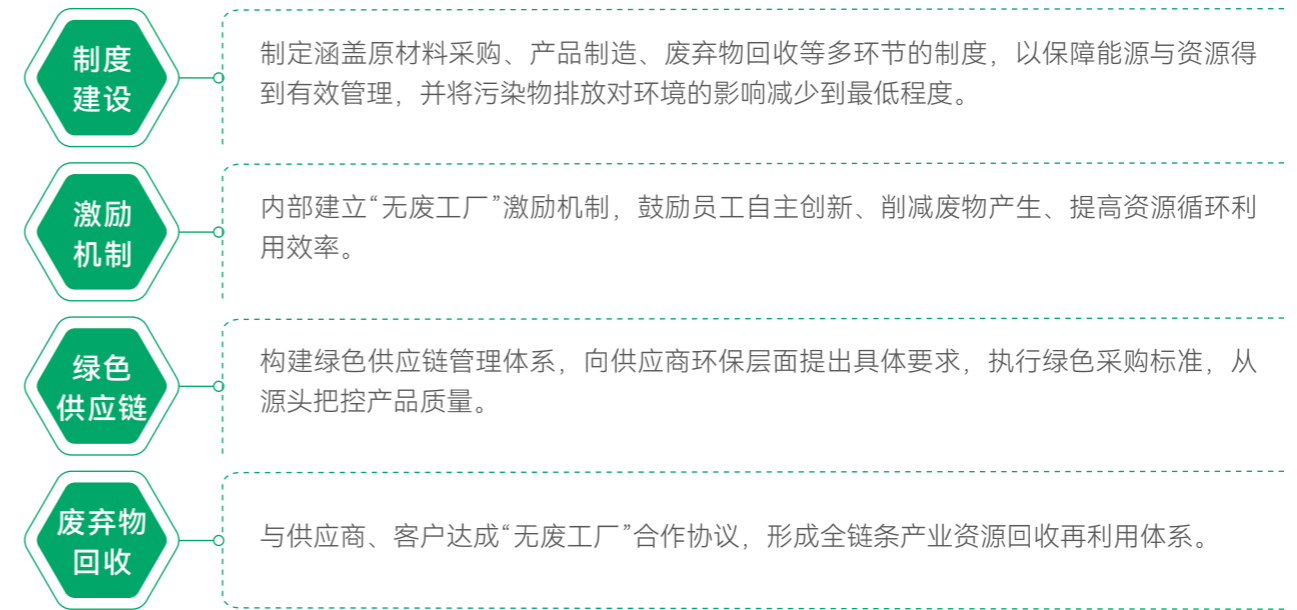 制度
建设
制定涵盖原材料采购、产品制造、废弃物回收等多环节的制度，以保障能源与资源得
到有效管理，并将污染物排放对环境的影响减少到最低程度。
激励
机制
内部建立“无废工厂”激励机制，鼓励员工自主创新、削减废物产生、提高资源循环利
用效率。
绿色
供应链
构建绿色供应链管理体系，向供应商环保层面提出具体要求，执行绿色采购标准，从
源头把控产品质量。
废弃物
回收
与供应商、客户达成“无废工厂”合作协议，形成全链条产业资源回收再利用体系。